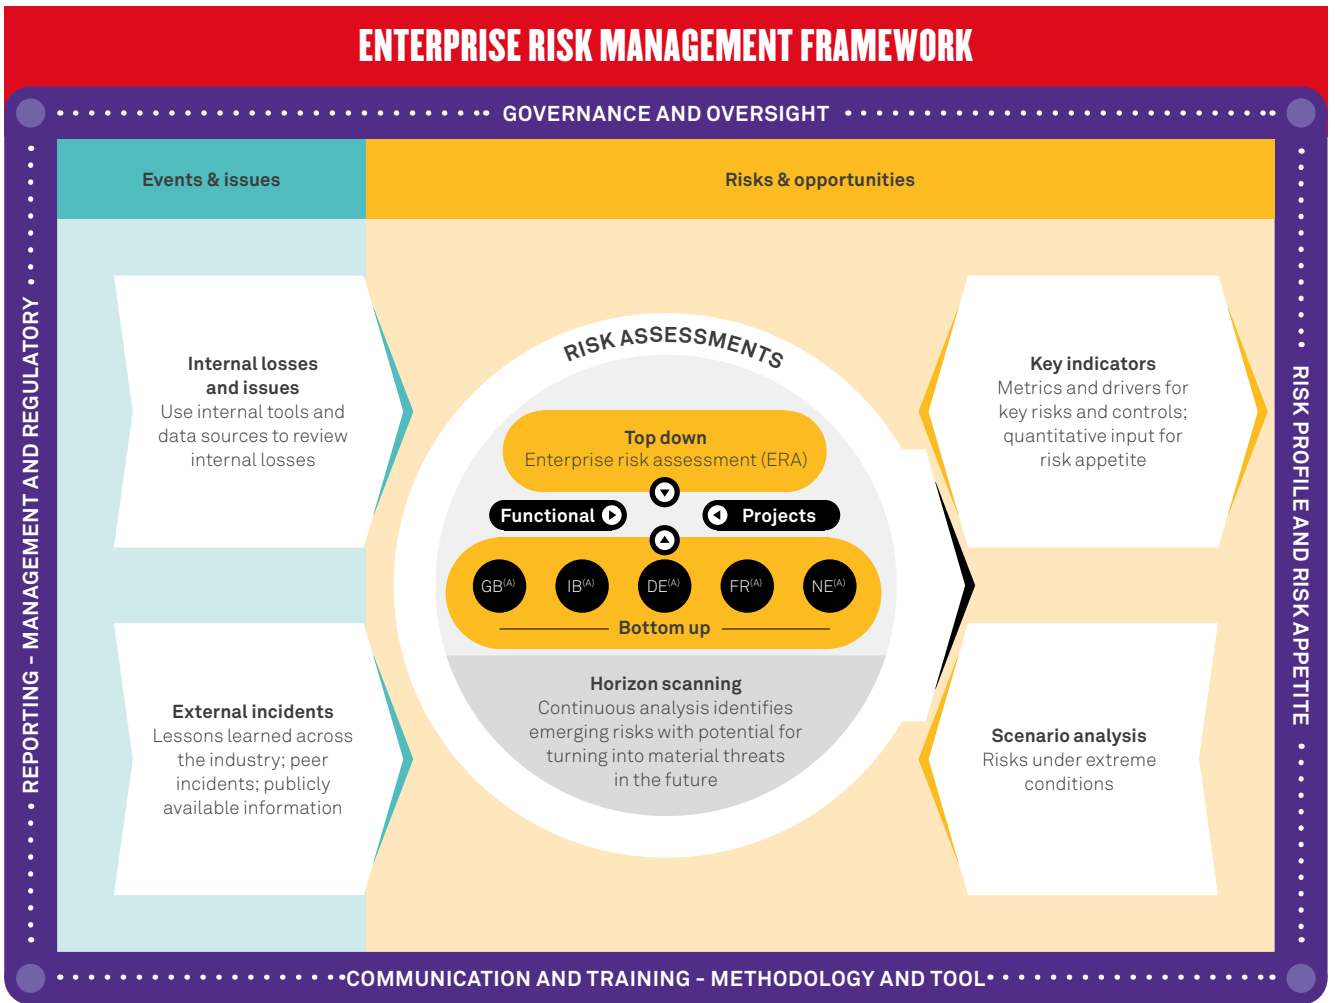 ENTERPRISE RISK MANAGEMENT FRAMEWORK
GOVERNANCE AND OVERSIGHT
REPORTING - MANAGEMENT AND REGULATORY
Events & issues
Risks & opportunities
Internal losses
and issues
Use internal tools and
data sources to review
internal losses
External incidents
Lessons learned across
the industry; peer
incidents; publicly
available information
RISK ASSESSMENTS
Top down
Enterprise risk assessment (ERA)
Functional
Projects
GB(A) IB(A) DE(A) FR(A) NE(A)
Bottom up
Horizon scanning
Continuous analysis identifies
emerging risks with potential for
turning into material threats
in the future
Key indicators
Metrics and drivers for
key risks and controls;
quantitative input for
risk appetite
Scenario analysis
Risks under extreme
conditions
RISK PROFILE AND RISK APPETITE
COMMUNICATION AND TRAINING - METHODOLOGY AND TOOL